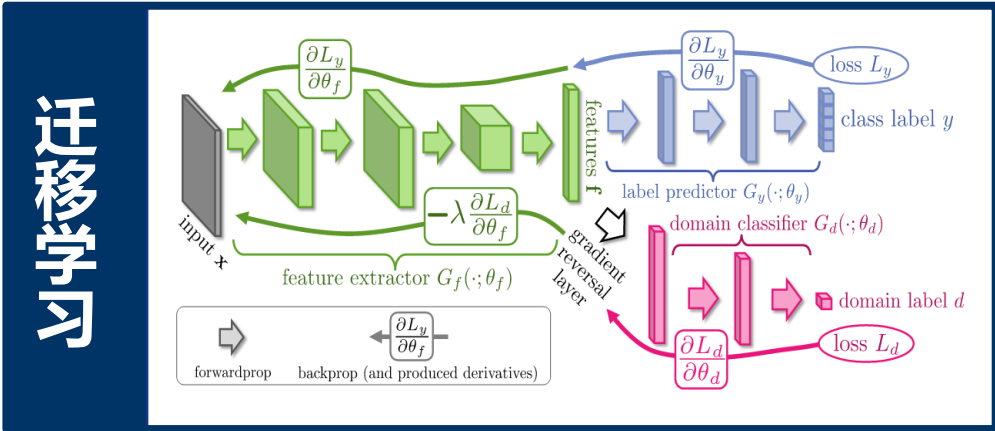 迁移学习
∂L_y/∂θ_f
∂L_y/∂θ_y
loss L_y
features f
class label y
label predictor G_y(·;θ_y)
input x
−λ ∂L_d/∂θ_f
feature extractor G_f(·;θ_f)
gradient
reversal
layer
domain classifier G_d(·;θ_d)
domain label d
∂L_d/∂θ_d
loss L_d
forwardprop
∂L_y/∂θ_f
backprop (and produced derivatives)